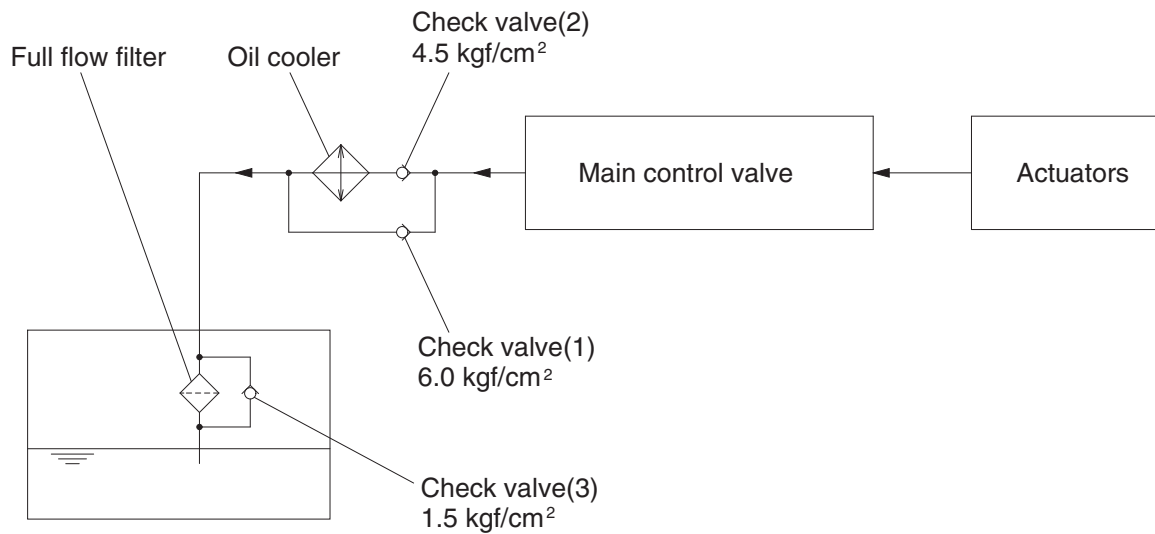 Check valve(2)
4.5 kgf/cm²
Full flow filter
Oil cooler
Main control valve
Actuators
Check valve(1)
6.0 kgf/cm²
Check valve(3)
1.5 kgf/cm²